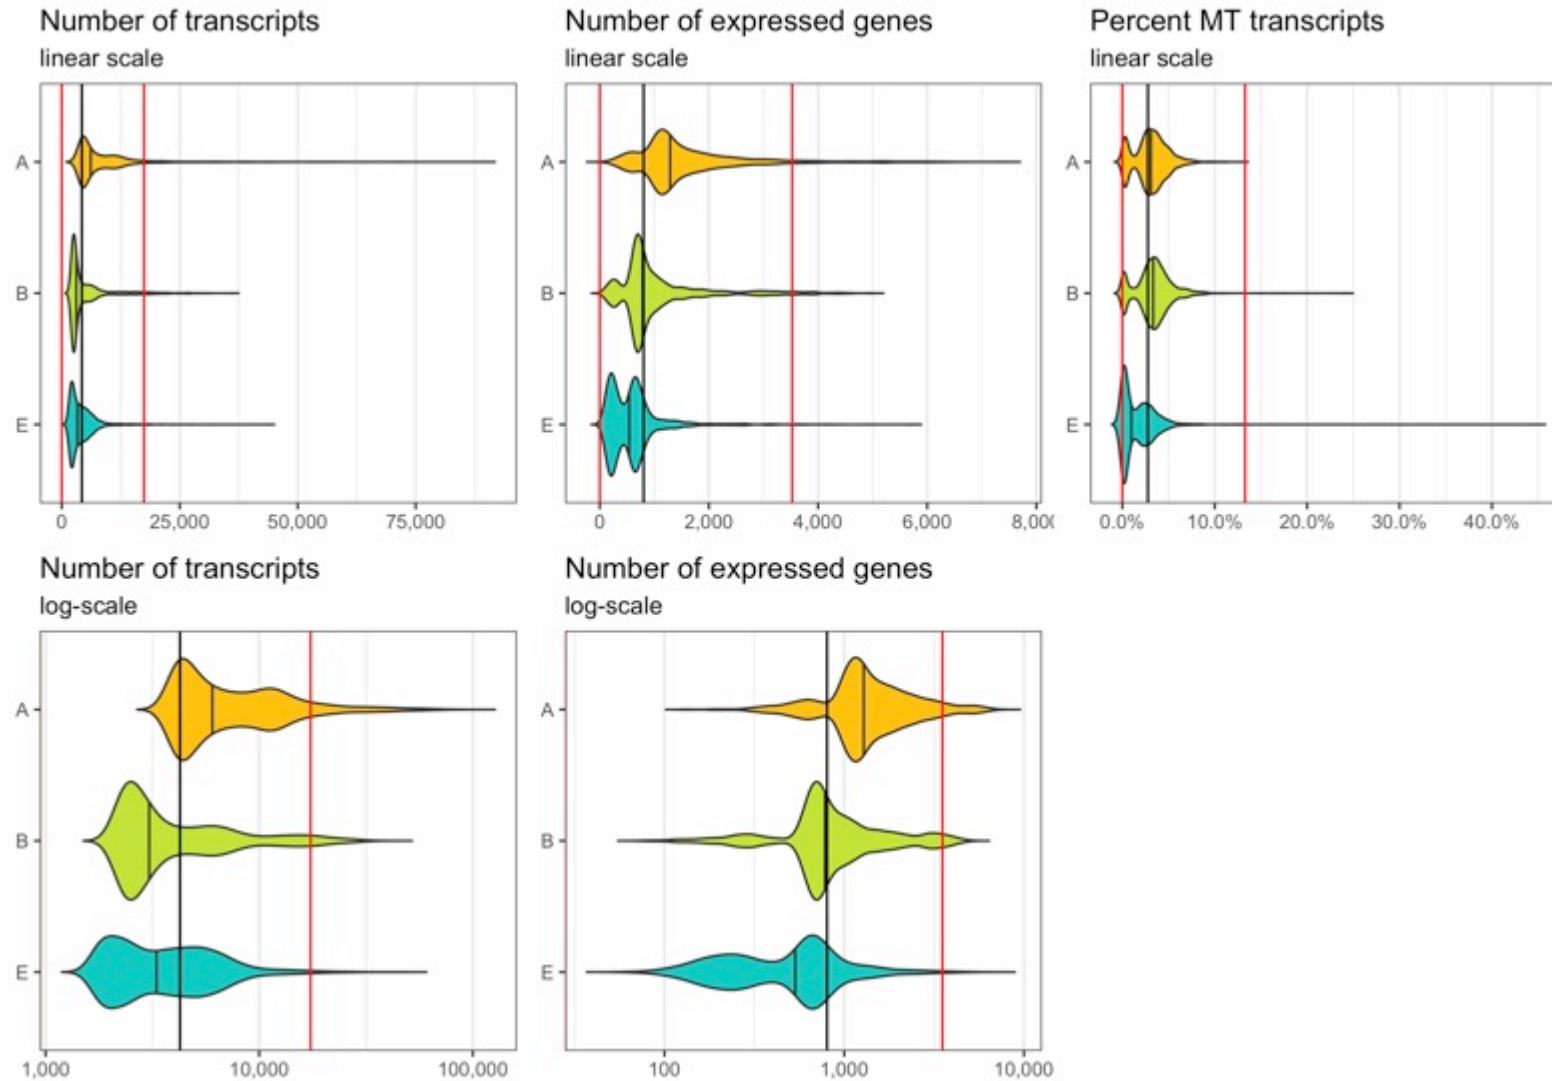 Number of transcripts
linear scale
A
B
E
0 25,000 50,000 75,000
Number of expressed genes
linear scale
A
B
E
0 2,000 4,000 6,000 8,00
Percent MT transcripts
linear scale
A
B
E
0.0% 10.0% 20.0% 30.0% 40.0%
Number of transcripts
log-scale
A
B
E
1,000 10,000 100,000
Number of expressed genes
log-scale
A
B
E
100 1,000 10,000